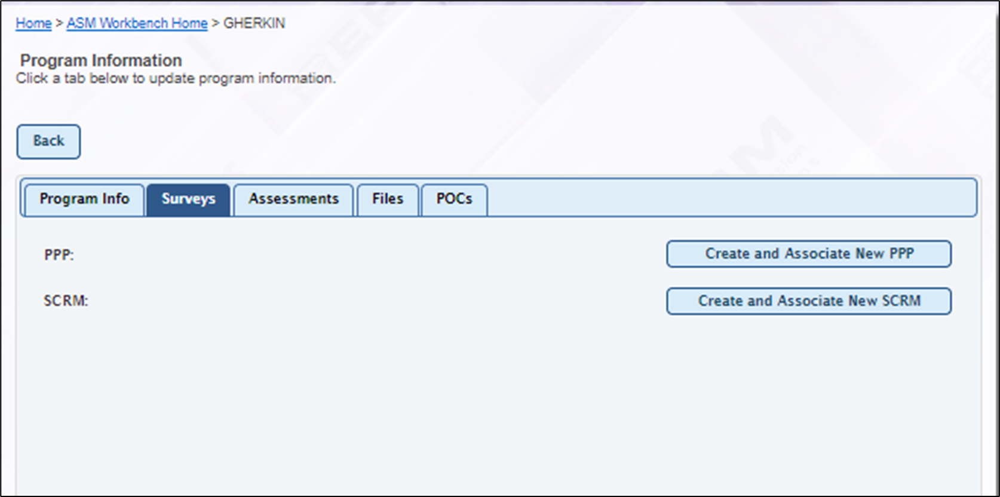 Home > ASM Workbench Home > GHERKIN
Program Information
Click a tab below to update program information.
Back
Program Info Surveys Assessments Files POCs
PPP: Create and Associate New PPP
SCRM: Create and Associate New SCRM